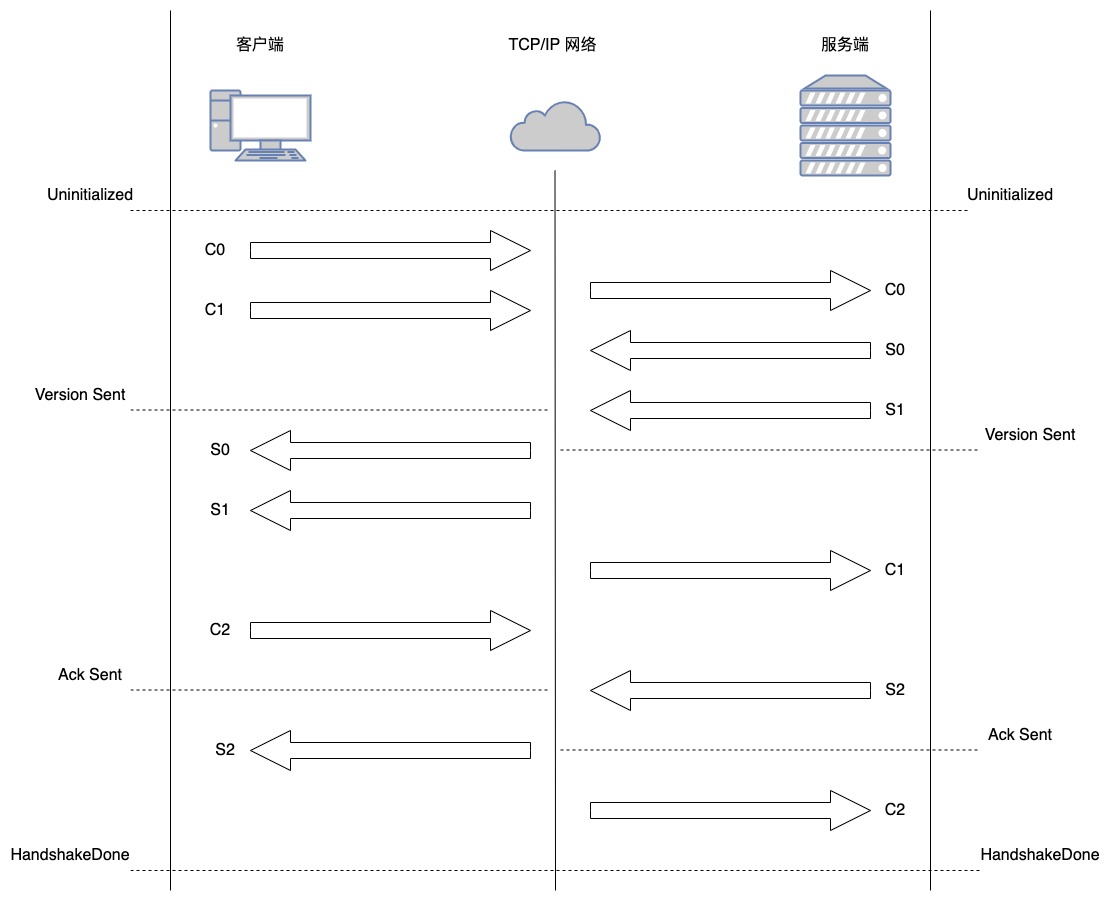 客户端
TCP/IP 网络
服务端
Uninitialized
Uninitialized
C0
C0
C1
S0
Version Sent
S1
Version Sent
S0
S1
C1
C2
Ack Sent
S2
Ack Sent
S2
C2
HandshakeDone
HandshakeDone